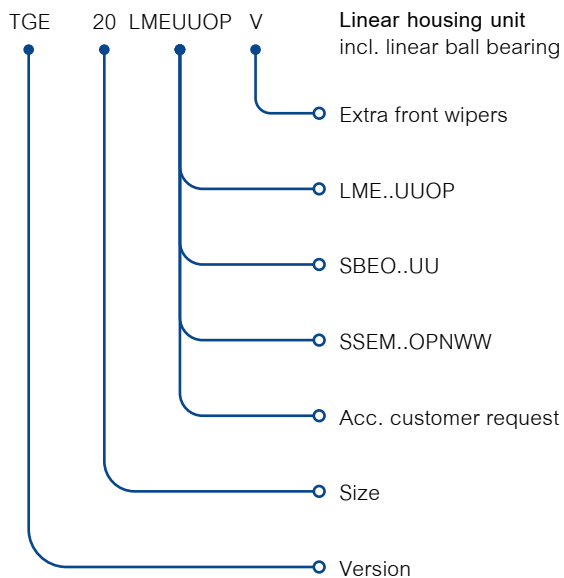 TGE 20 LMEUUOP V
Linear housing unit
incl. linear ball bearing
Extra front wipers
LME..UUOP
SBEO..UU
SSEM..OPNWW
Acc. customer request
Size
Version